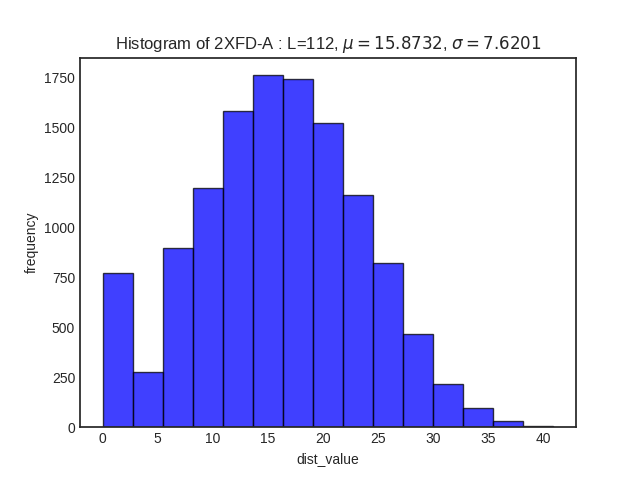 Histogram of 2XFD-A : L=112, μ = 15.8732, σ = 7.6201
1750
1500
1250
1000
750
500
250
0
frequency
0 5 10 15 20 25 30 35 40
dist_value